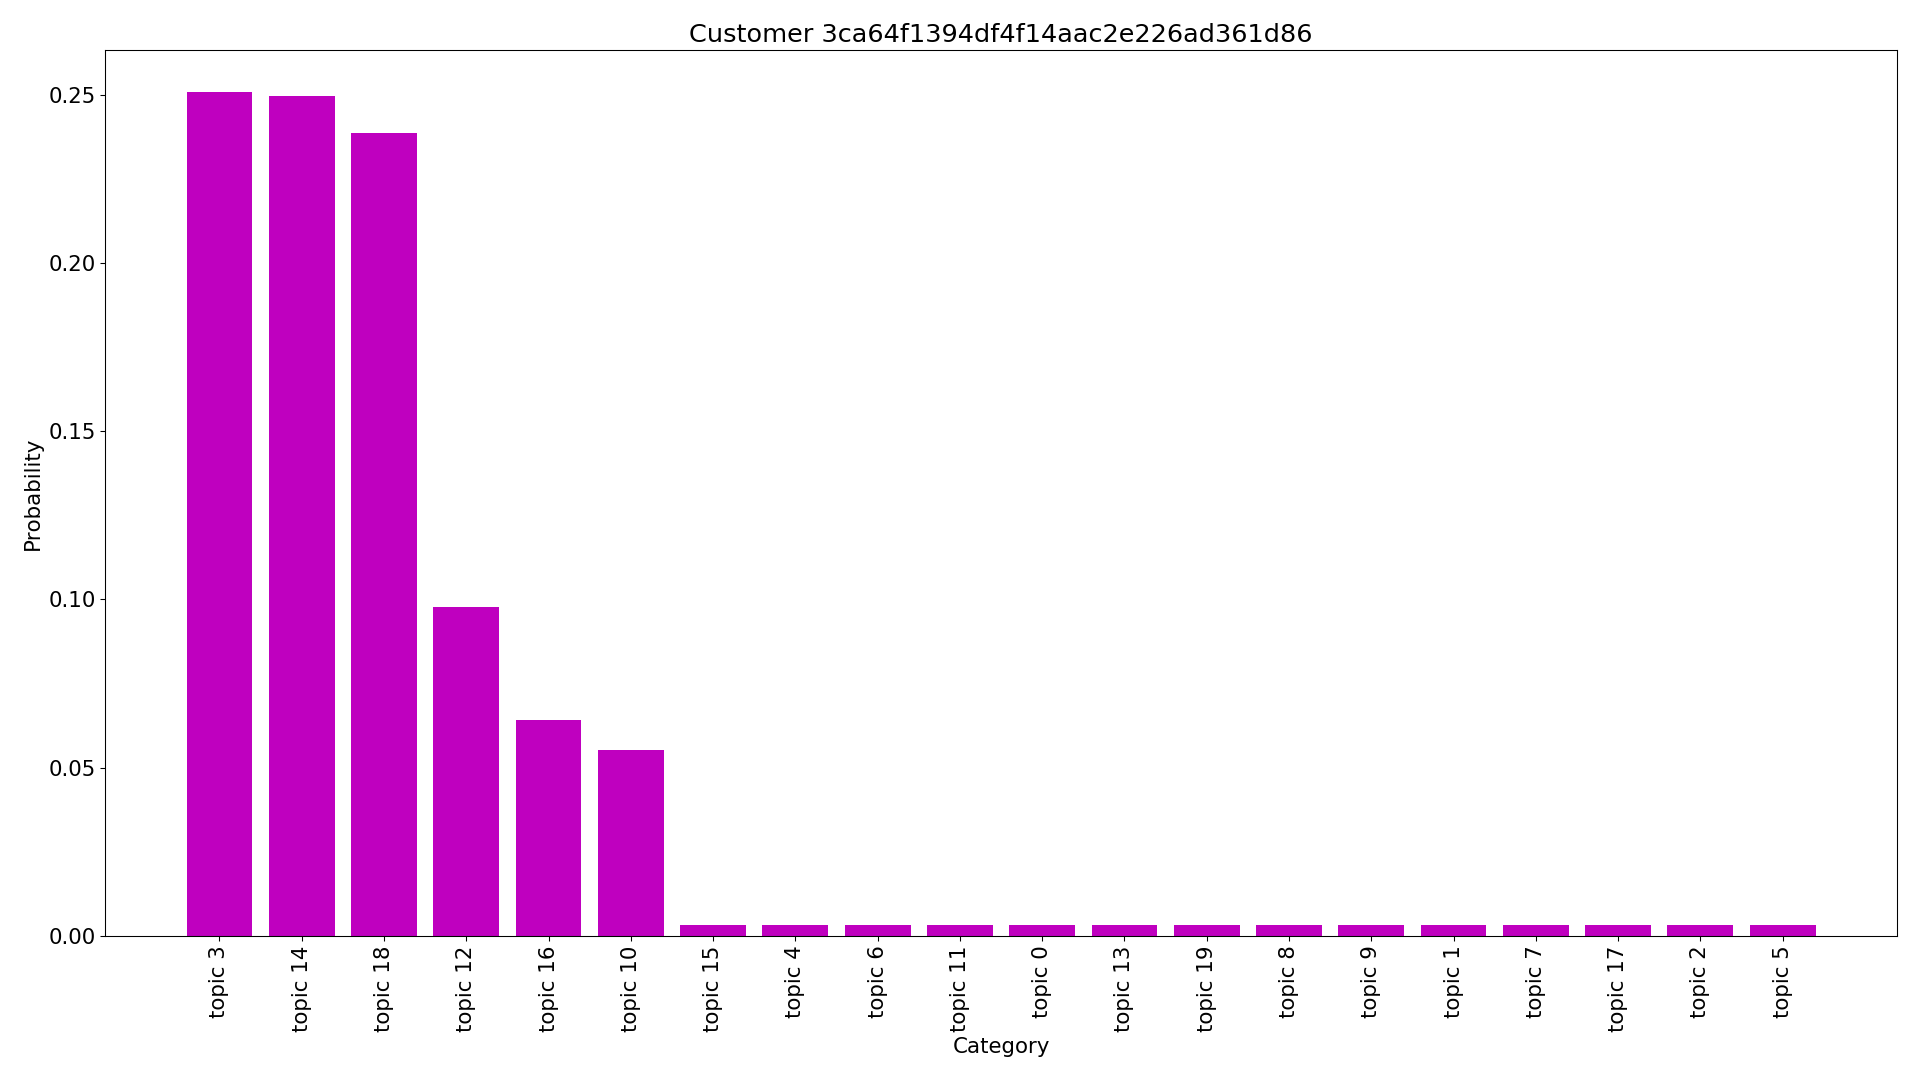 Customer 3ca64f1394df4f14aac2e226ad361d86
Probability
0.25
0.20
0.15
0.10
0.05
0.00
topic 3
topic 14
topic 18
topic 12
topic 16
topic 10
topic 15
topic 4
topic 6
topic 11
topic 0
topic 13
topic 19
topic 8
topic 9
topic 1
topic 7
topic 17
topic 2
topic 5
Category